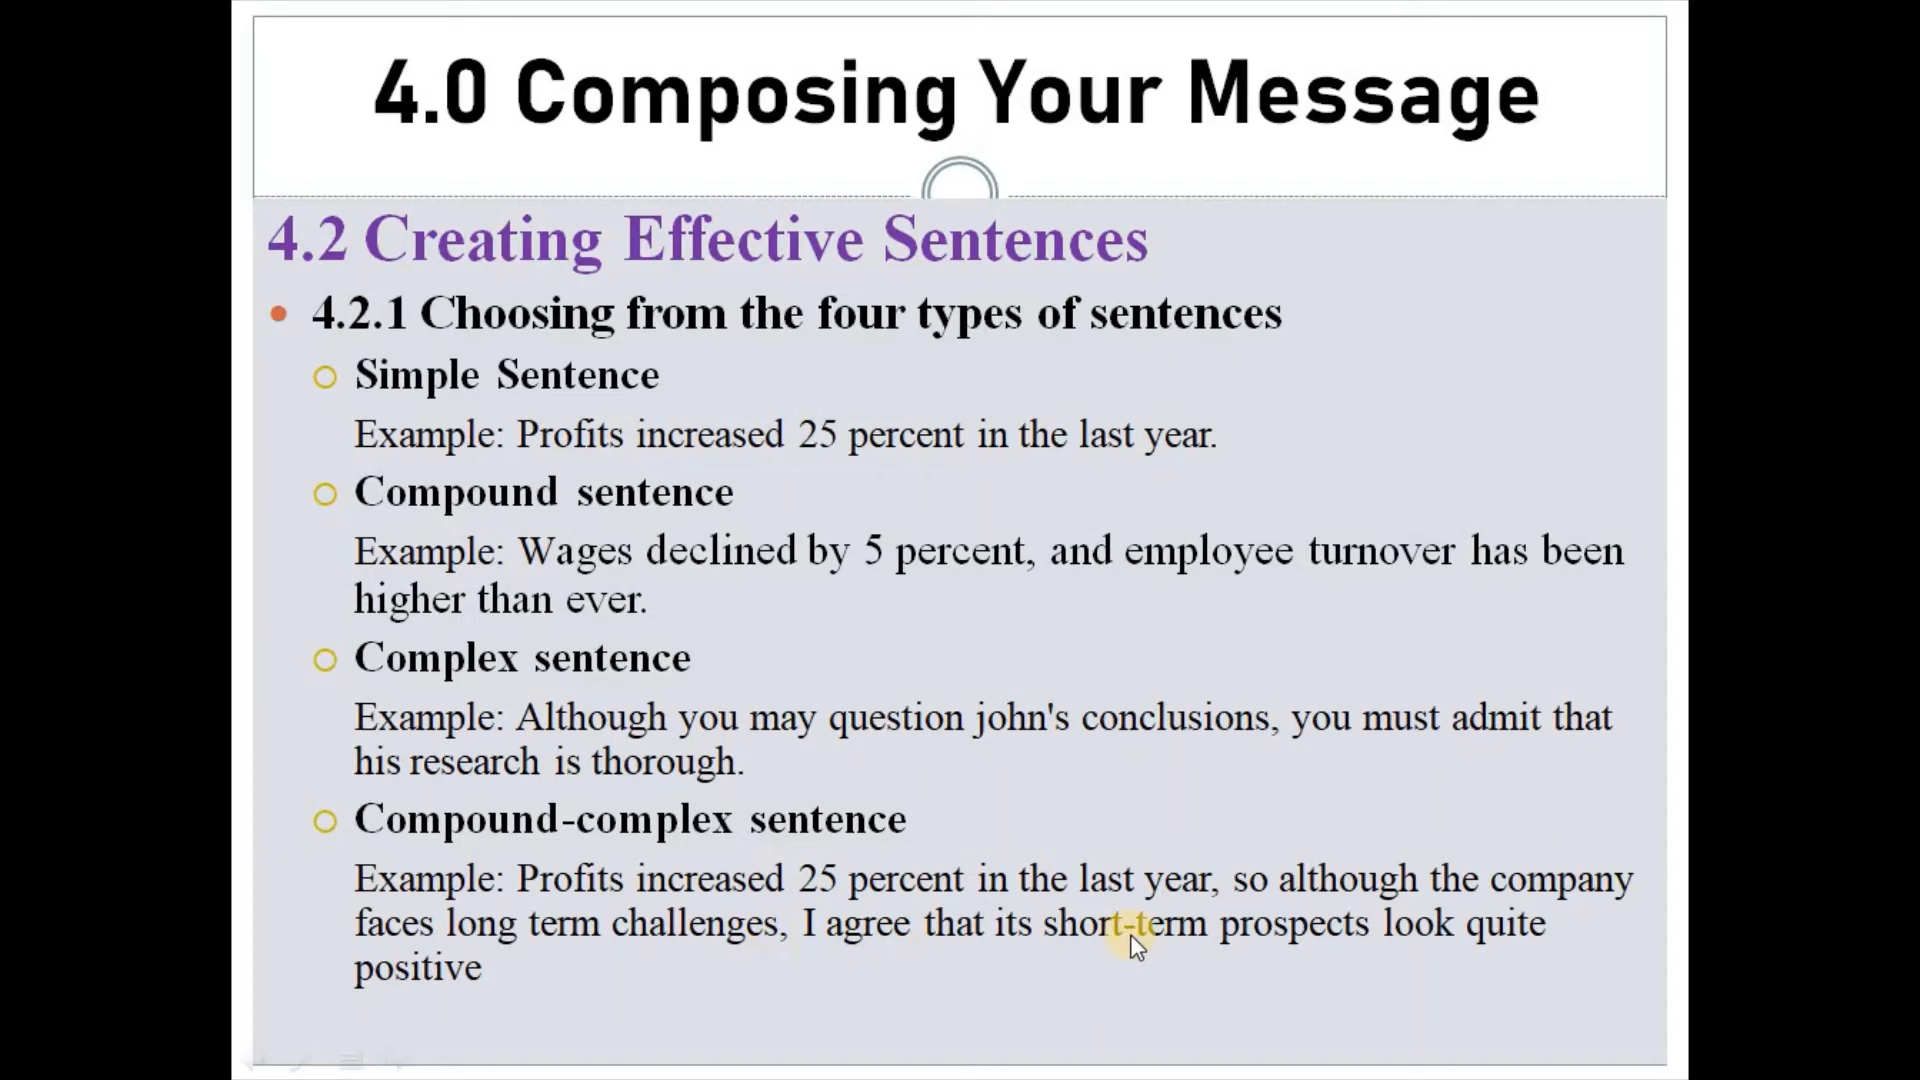 4.0 Composing Your Message
4.2 Creating Effective Sentences
4.2.1 Choosing from the four types of sentences
Simple Sentence
Example: Profits increased 25 percent in the last year.
Compound sentence
Example: Wages declined by 5 percent, and employee turnover has been
higher than ever.
Complex sentence
Example: Although you may question john's conclusions, you must admit that
his research is thorough.
Compound-complex sentence
Example: Profits increased 25 percent in the last year, so although the company
faces long term challenges, I agree that its short-term prospects look quite
positive